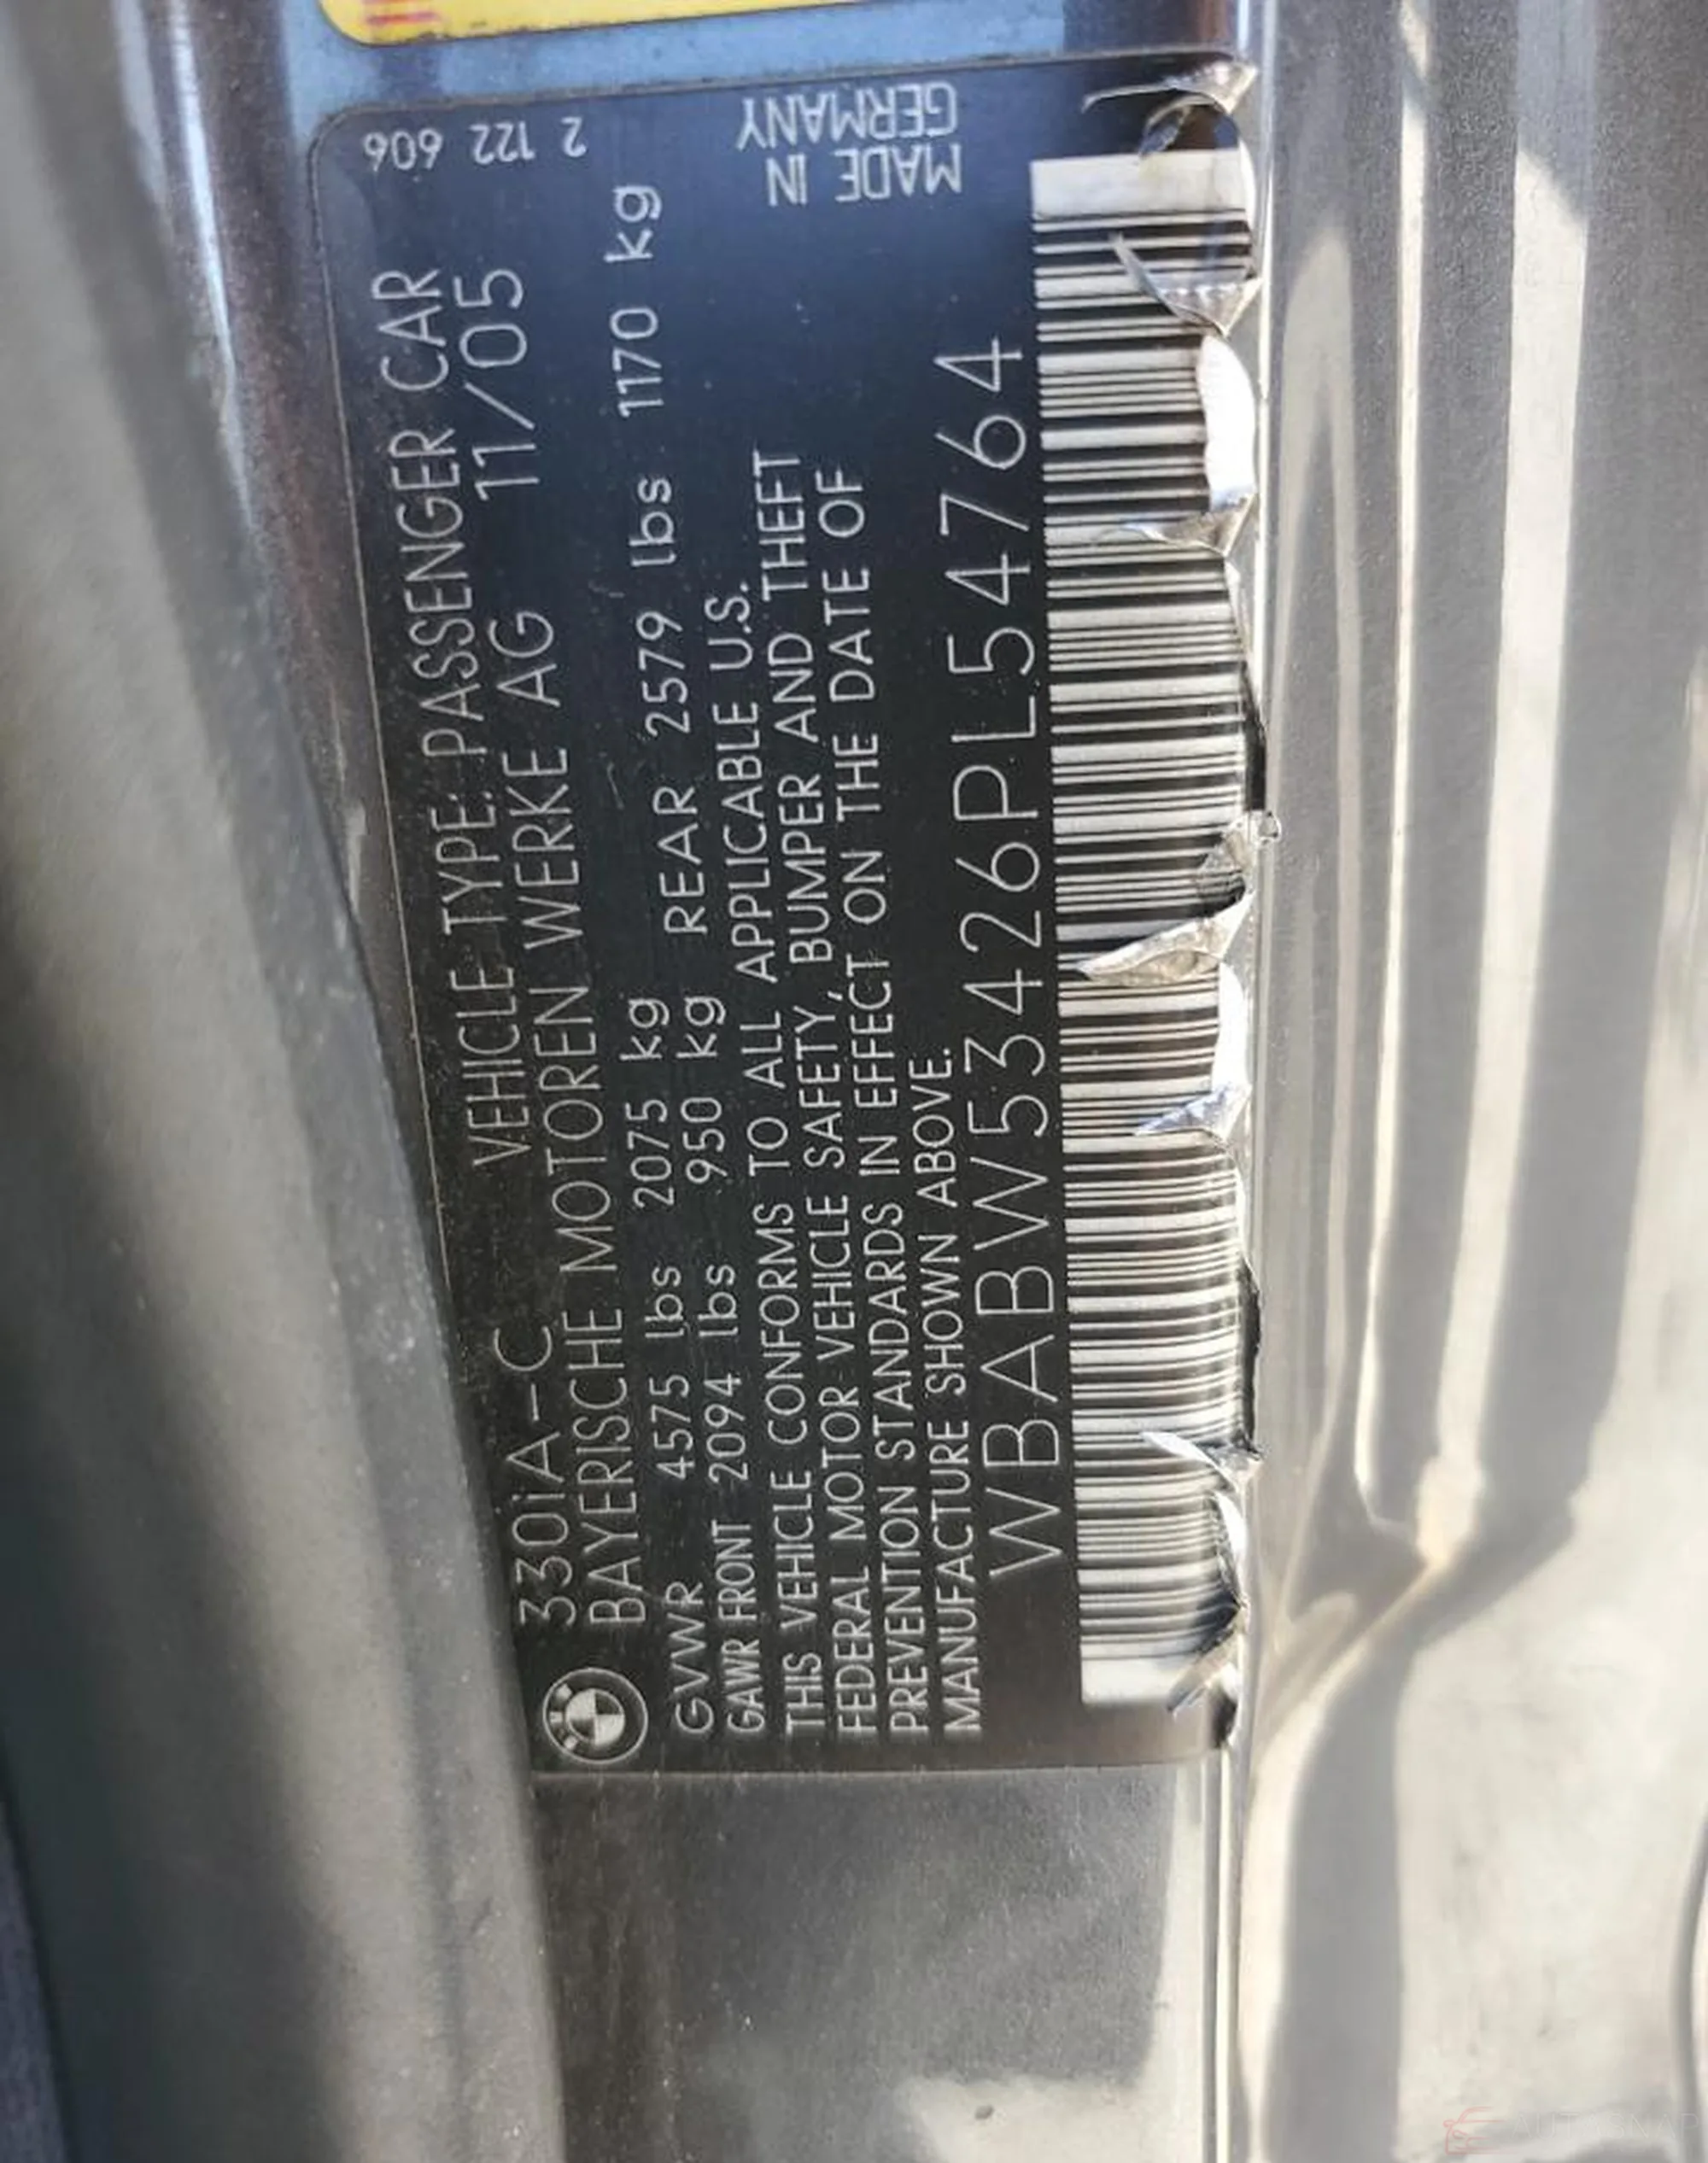 330iA-C VEHICLE TYPE: PASSENGER CAR
BAYERISCHE MOTOREN WERKE AG 11/05
GVWR 4575 lbs 2075 kg
GAWR FRONT 2094 lbs 950 kg REAR 2579 lbs 1170 kg
THIS VEHICLE CONFORMS TO ALL APPLICABLE U.S.
FEDERAL MOTOR VEHICLE SAFETY, BUMPER AND THEFT
PREVENTION STANDARDS IN EFFECT ON THE DATE OF
MANUFACTURE SHOWN ABOVE.
WBABW53426PL54764
2 122 606
MADE IN
GERMANY